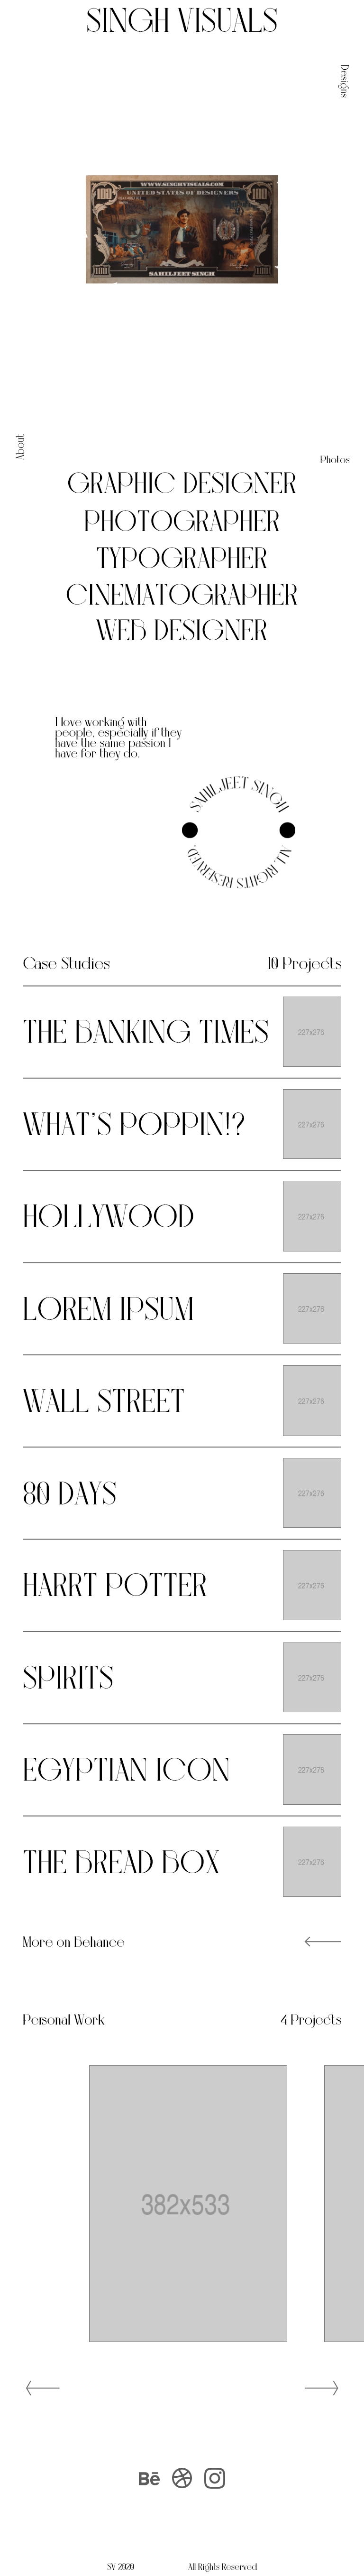 SINGH VISUALS
Designs
WWW.SINGHVISUALS.COM
UNITED STATES OF DESIGNERS
100
100
100
SAHILJEET SINGH
About
Photos
GRAPHIC DESIGNER
PHOTOGRAPHER
TYPOGRAPHER
CINEMATOGRAPHER
WEB DESIGNER
I love working with
people, especially if they
have the same passion I
have for they do.
SAHILJEET SINGH
ALL RIGHTS RESERVED.
Case Studies
10 Projects
THE BANKING TIMES
227x276
WHAT'S POPPIN!?
227x276
HOLLYWOOD
227x276
LOREM IPSUM
227x276
WALL STREET
227x276
80 DAYS
227x276
HARRT POTTER
227x276
SPIRITS
227x276
EGYPTIAN ICON
227x276
THE BREAD BOX
227x276
More on Behance
Personal Work
4 Projects
382x533
Bē
SV 2020
All Rights Reserved